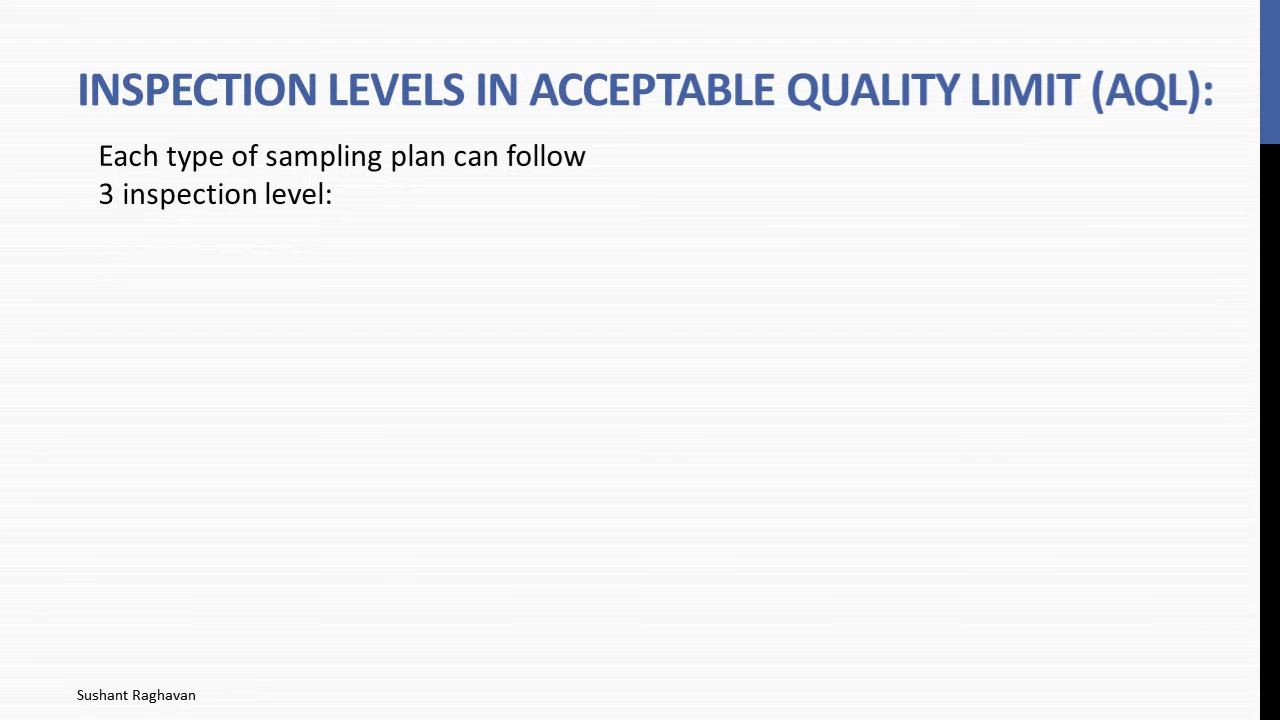 INSPECTION LEVELS IN ACCEPTABLE QUALITY LIMIT (AQL):
Each type of sampling plan can follow
3 inspection level:
Sushant Raghavan